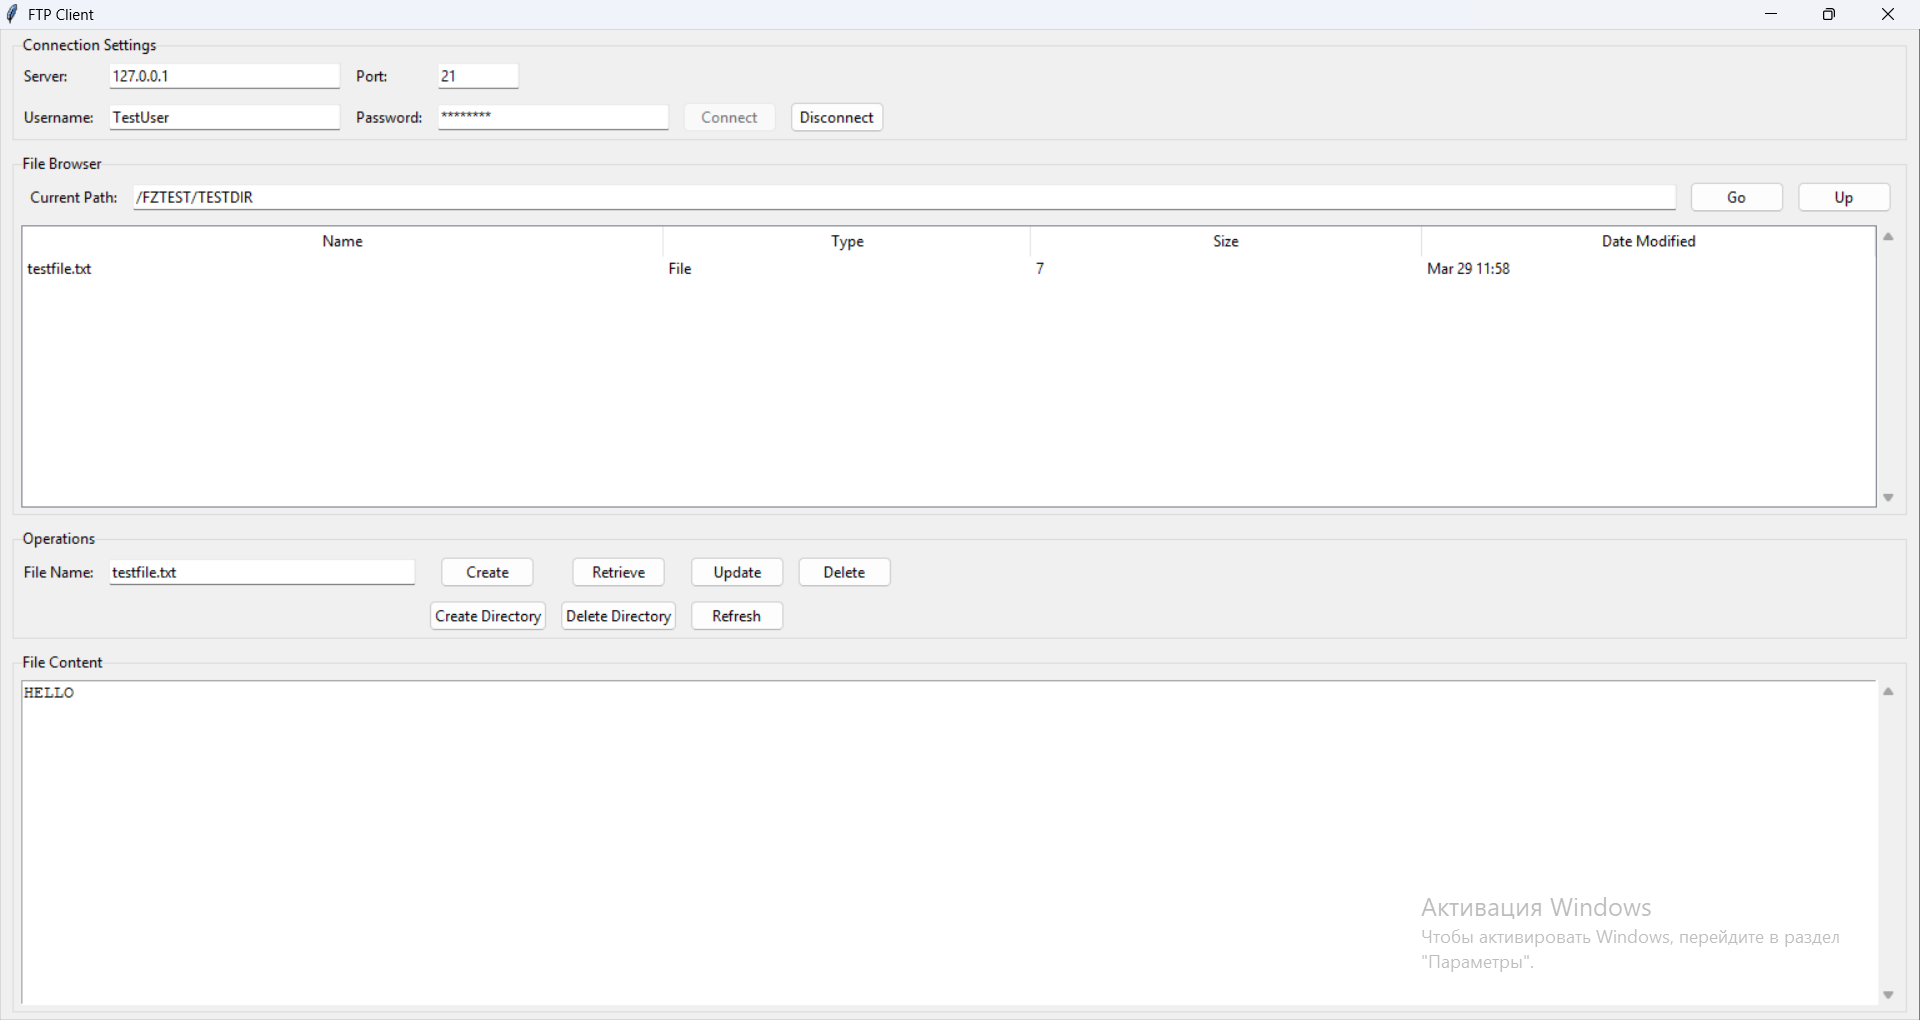 FTP Client
Connection Settings
Server: 127.0.0.1 Port: 21
Username: TestUser Password: ******** Connect Disconnect
File Browser
Current Path: /FZTEST/TESTDIR Go Up
Name Type Size Date Modified
testfile.txt File 7 Mar 29 11:58
Operations
File Name: testfile.txt Create Retrieve Update Delete
Create Directory Delete Directory Refresh
File Content
HELLO
Активация Windows
Чтобы активировать Windows, перейдите в раздел
"Параметры".